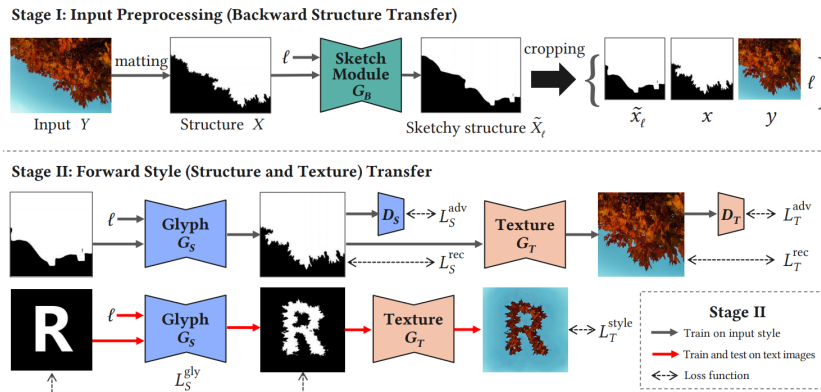 Stage I: Input Preprocessing (Backward Structure Transfer)
matting
ℓ
Sketch
Module
G_B
cropping
{
ℓ
Input Y
Structure X
Sketchy structure X̃_ℓ
x̃_ℓ
x
y
Stage II: Forward Style (Structure and Texture) Transfer
ℓ
Glyph
G_S
D_S
L_S^adv
L_S^rec
Texture
G_T
D_T
L_T^adv
L_T^rec
R
ℓ
Glyph
G_S
L_S^gly
R
Texture
G_T
R
L_T^style
Stage II
Train on input style
Train and test on text images
Loss function